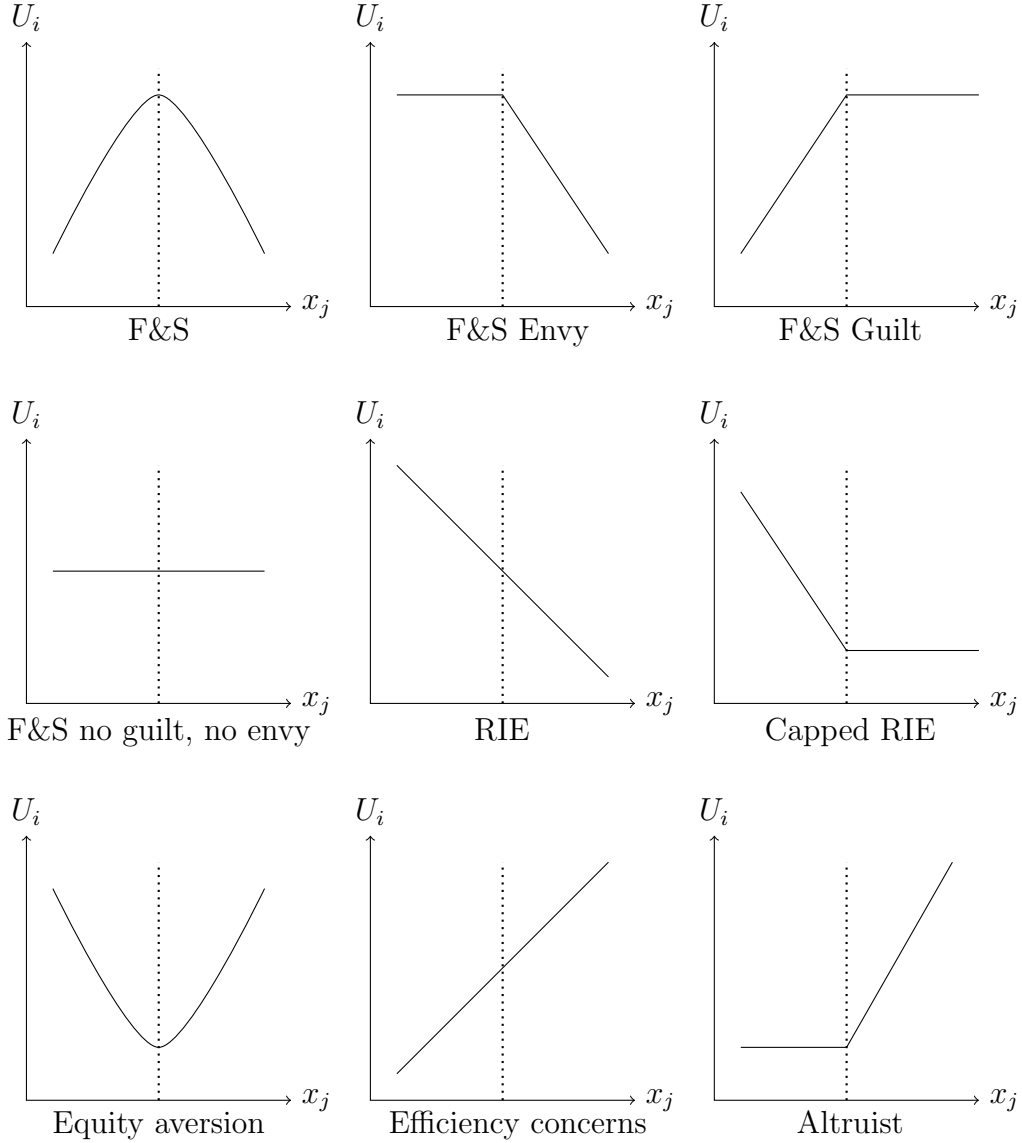 U_i U_i U_i
x_j x_j x_j
F&S F&S Envy F&S Guilt
U_i U_i U_i
x_j x_j x_j
F&S no guilt, no envy RIE Capped RIE
U_i U_i U_i
x_j x_j x_j
Equity aversion Efficiency concerns Altruist